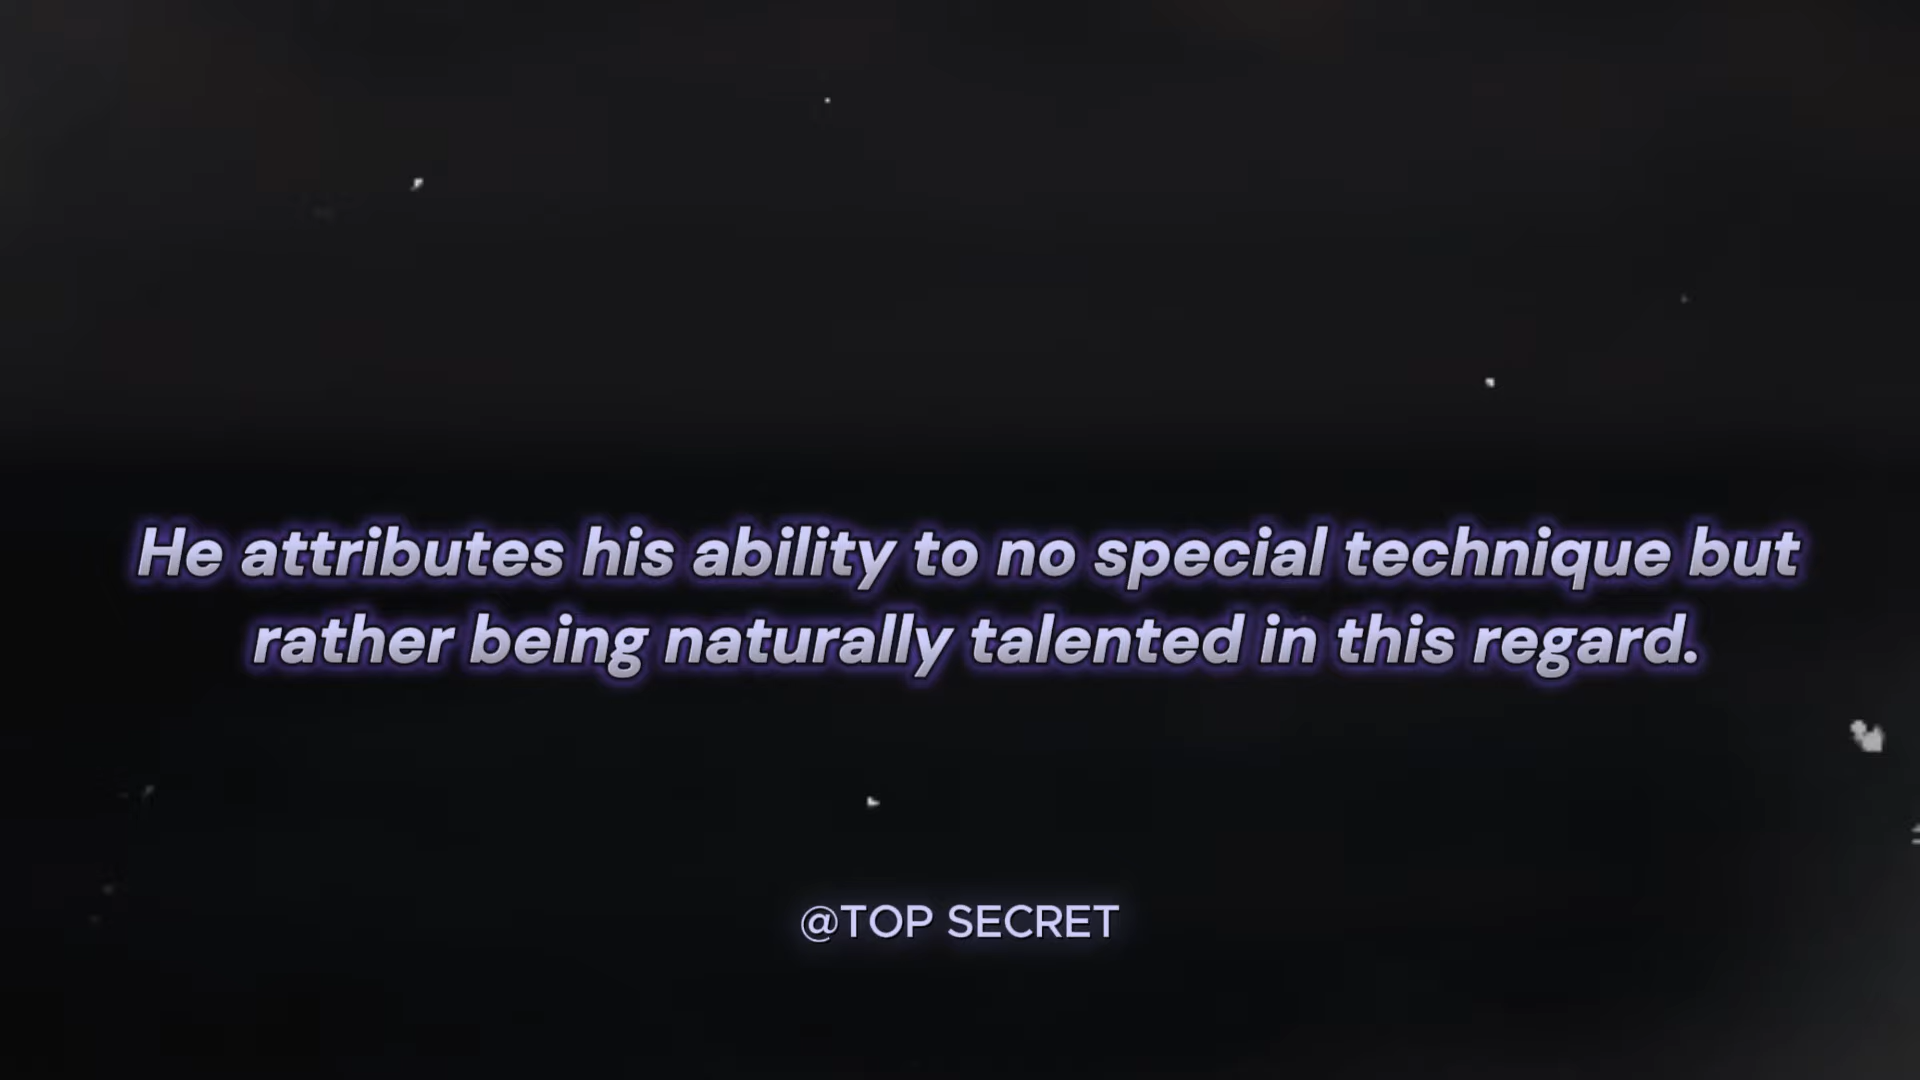 He attributes his ability to no special technique but
rather being naturally talented in this regard.
@TOP SECRET